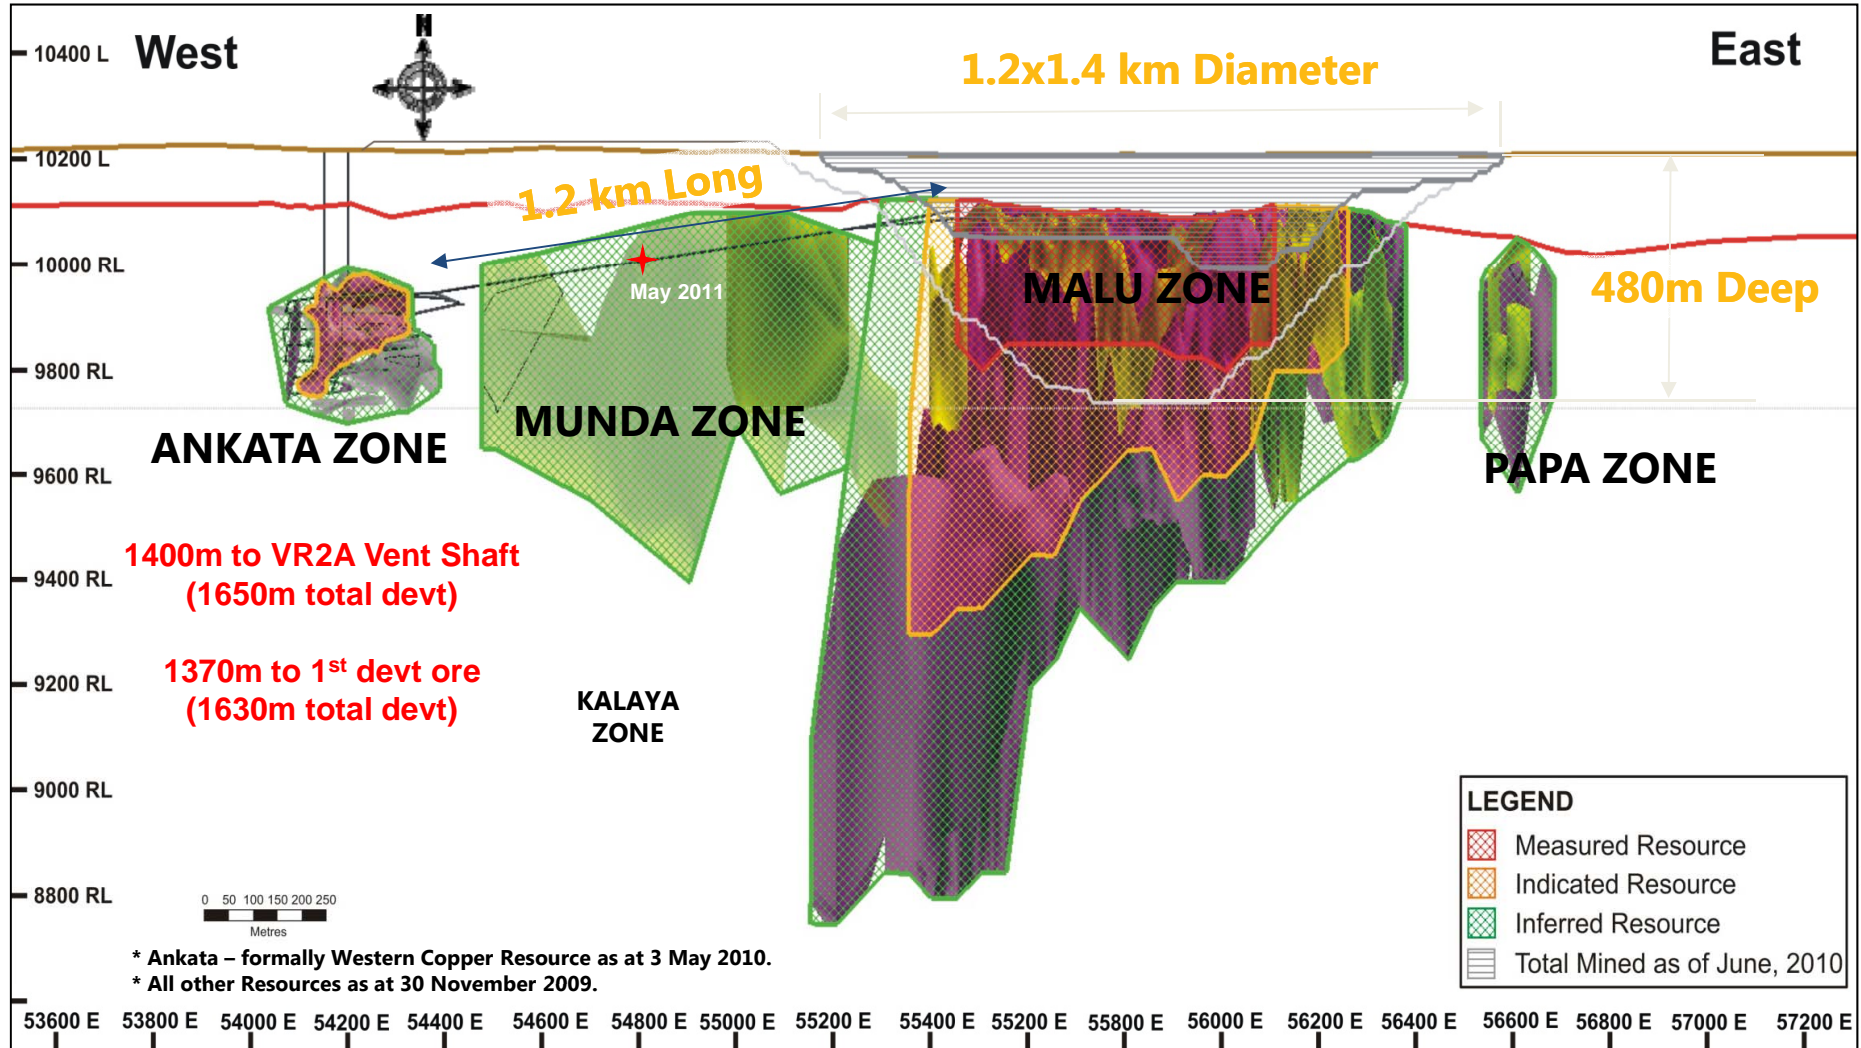 N
West
East
10400 L
1.2x1.4 km Diameter
10200 L
1.2 km Long
10000 RL
May 2011
MALU ZONE
480m Deep
9800 RL
MUNDA ZONE
ANKATA ZONE
PAPA ZONE
9600 RL
1400m to VR2A Vent Shaft
(1650m total devt)
9400 RL
1370m to 1st devt ore
(1630m total devt)
9200 RL
KALAYA
ZONE
9000 RL
8800 RL
LEGEND
Measured Resource
Indicated Resource
Inferred Resource
Total Mined as of June, 2010
0 50 100 150 200 250
Metres
* Ankata – formally Western Copper Resource as at 3 May 2010.
* All other Resources as at 30 November 2009.
53600 E 53800 E 54000 E 54200 E 54400 E 54600 E 54800 E 55000 E 55200 E 55400 E 55200 E 55800 E 56000 E 56200 E 56400 E 56600 E 56800 E 57000 E 57200 E